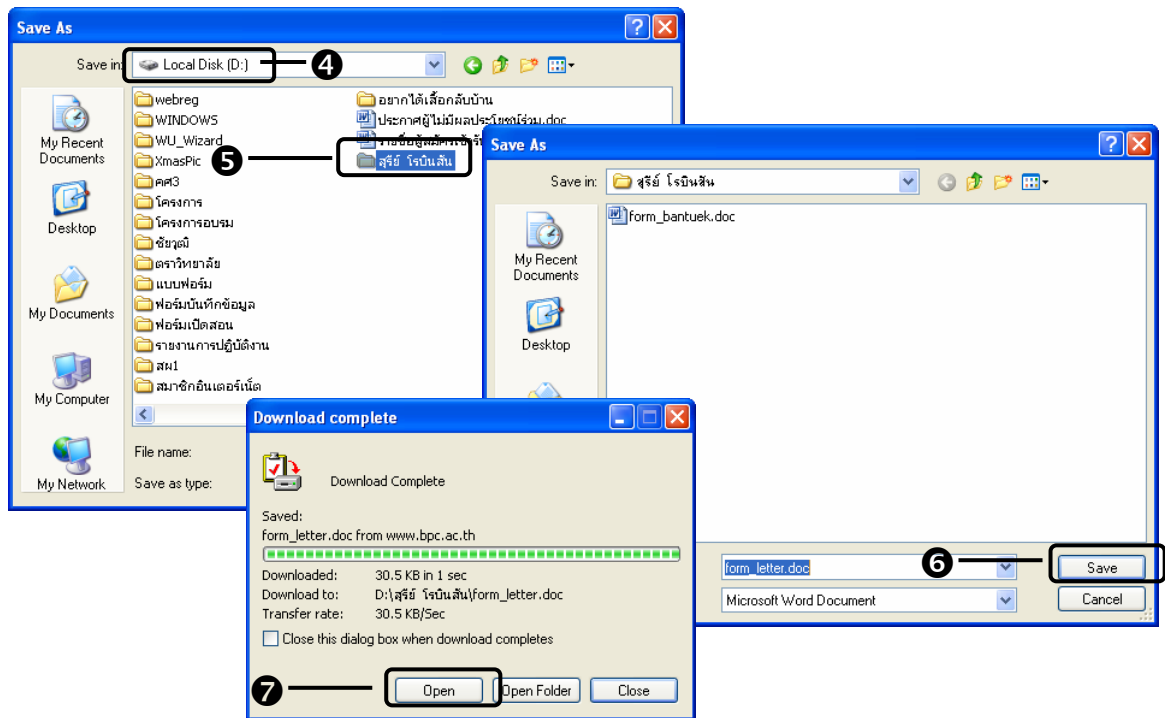 Save As
Save in:
Local Disk (D:)
❹
My Recent Documents
Desktop
My Documents
My Computer
My Network
webreg
WINDOWS
WU_Wizard
XmasPic
คศ3
โครงการ
โครงการอบรม
ชัยวุฒิ
ตราวิทยาลัย
แบบฟอร์ม
ฟอร์มบันทึกข้อมูล
ฟอร์มเปิดสอน
รายงานการปฏิบัติงาน
สผ1
สมาชิกอินเตอร์เน็ต
อยากได้เสื้อกลับบ้าน
ประกาศผู้ไม่มีผลประโยชน์ร่วม.doc
❺
สุรีย์ โรบินสัน
File name:
Save as type:
Save As
Save in:
สุรีย์ โรบินสัน
My Recent Documents
Desktop
form_bantuek.doc
form_letter.doc
❻
Save
Microsoft Word Document
Cancel
Download complete
Download Complete
Saved:
form_letter.doc from www.bpc.ac.th
Downloaded: 30.5 KB in 1 sec
Download to: D:\สุรีย์ โรบินสัน\form_letter.doc
Transfer rate: 30.5 KB/Sec
Close this dialog box when download completes
❼
Open
Open Folder
Close